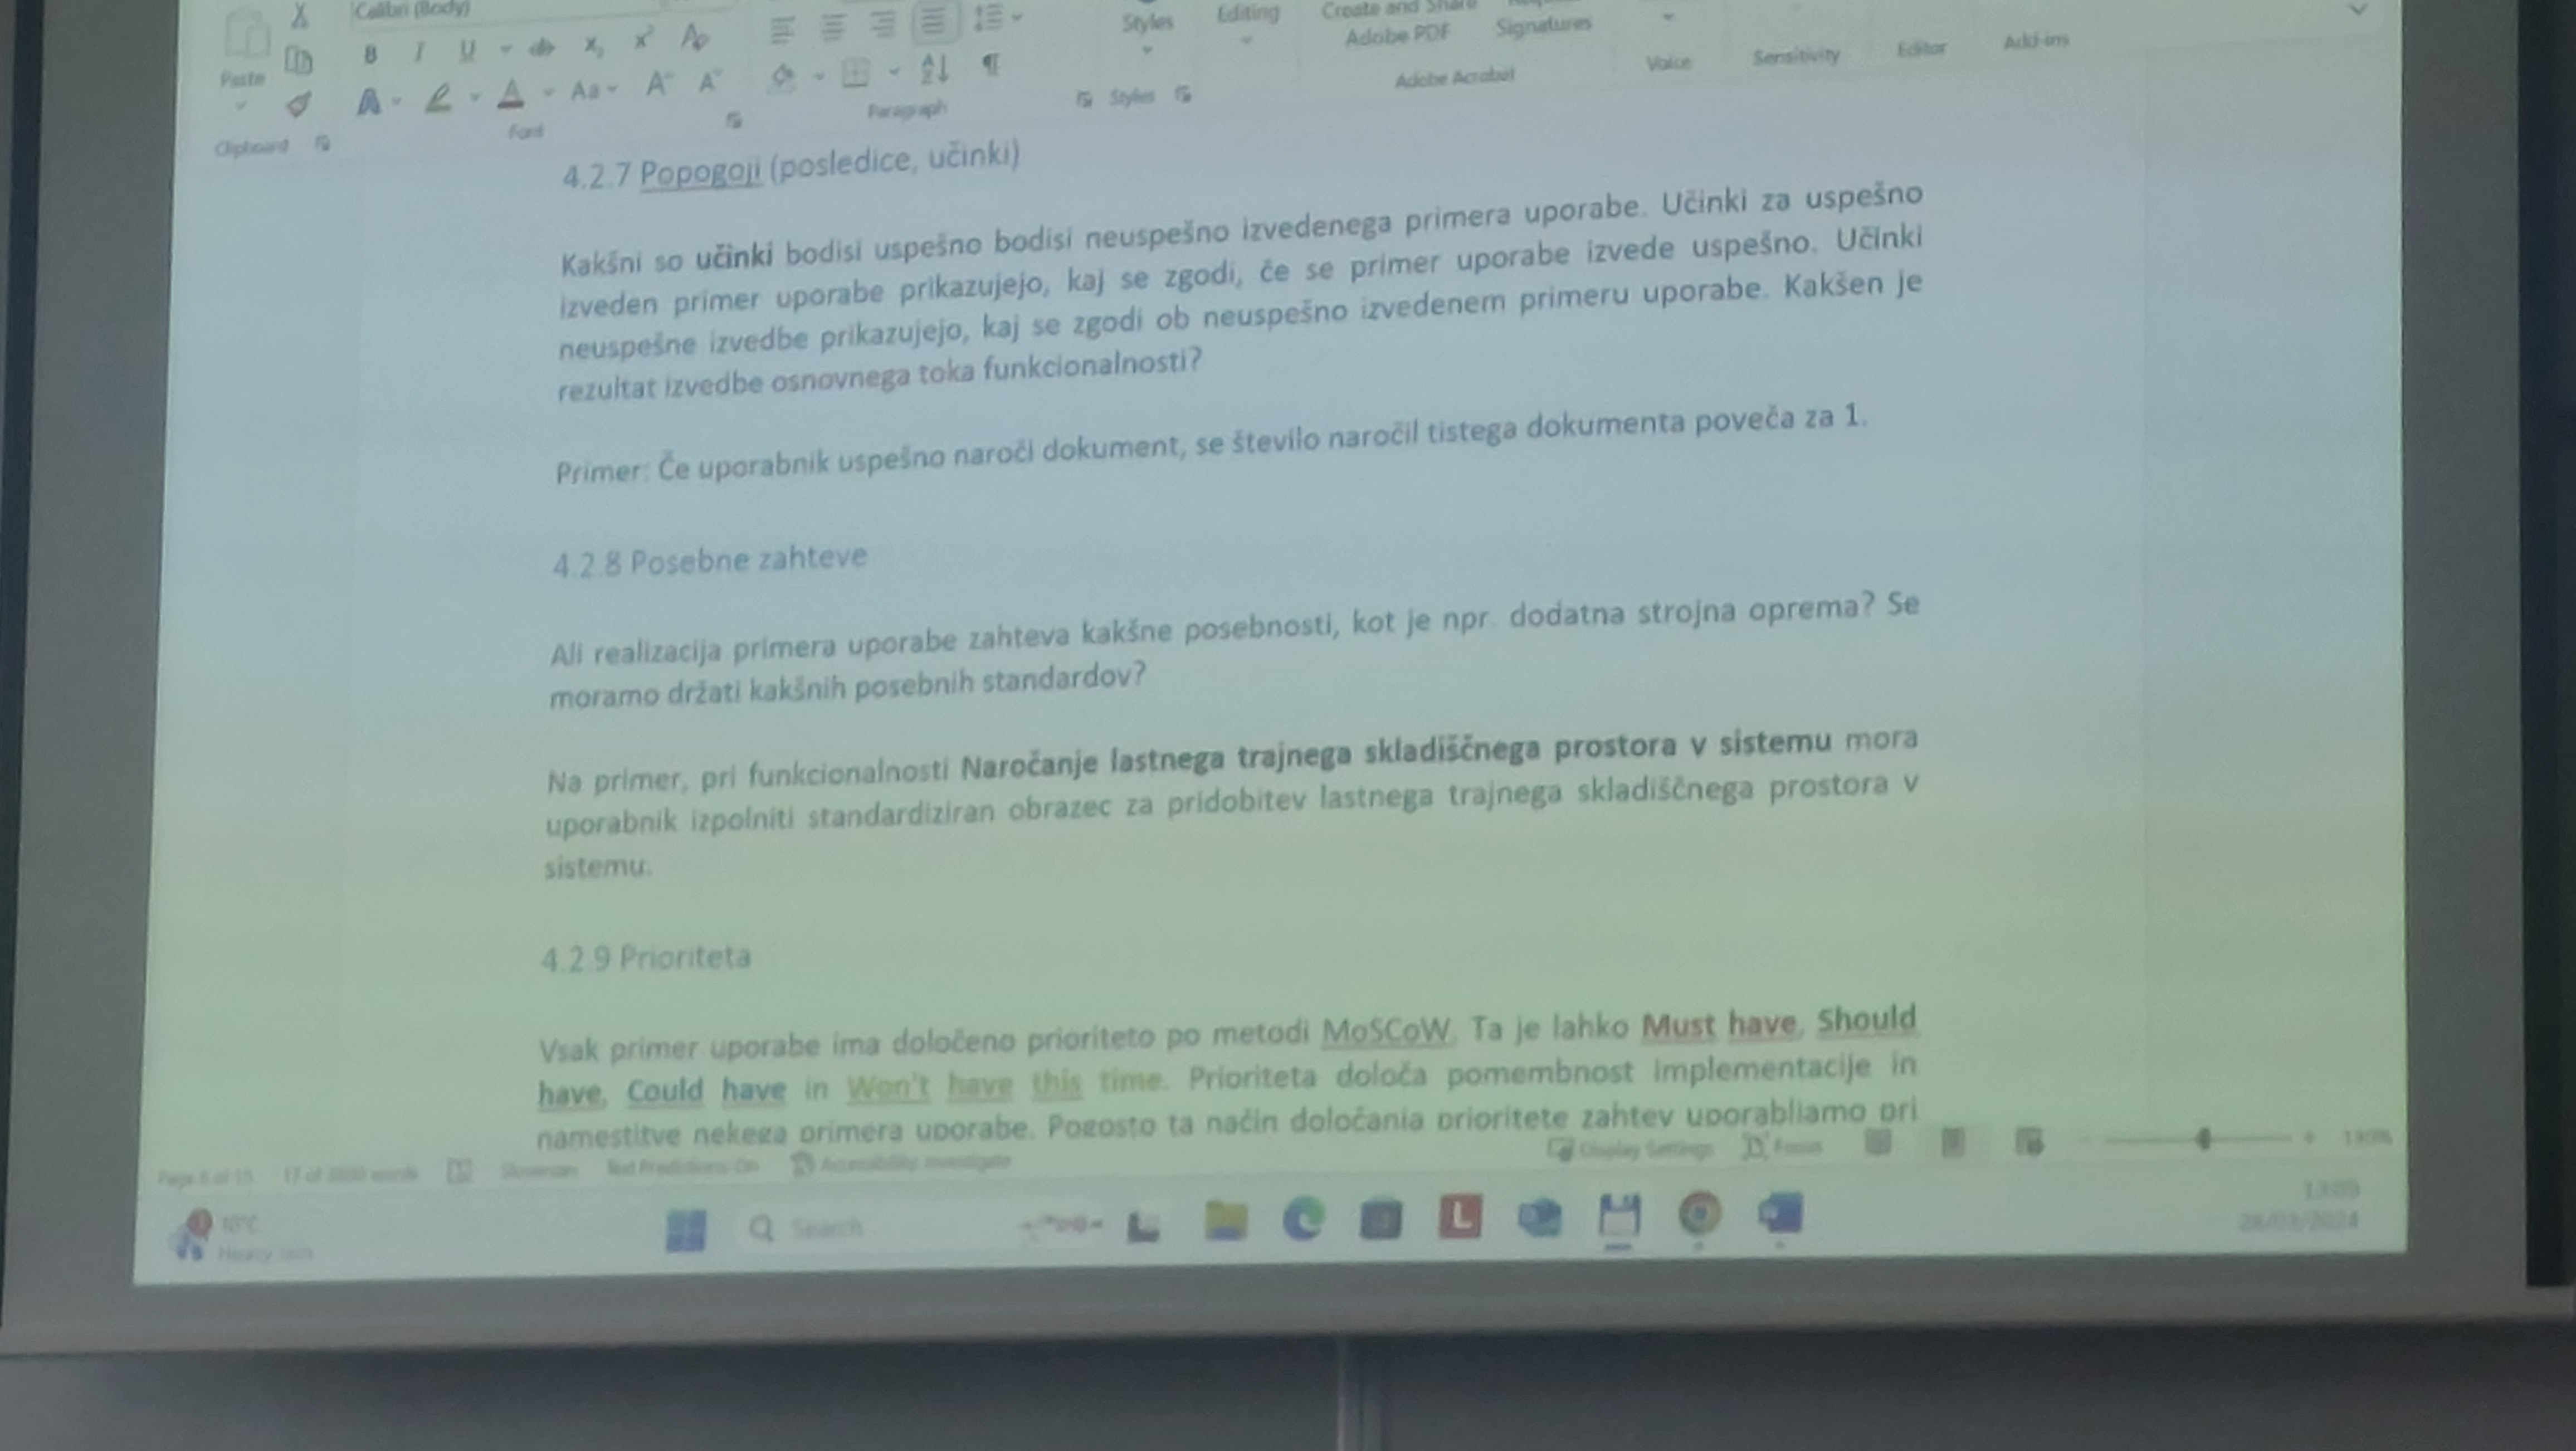 Calibri (Body)
Paste
Clipboard
Font
Paragraph
Styles
Styles
Editing
Create and Share
Adobe PDF
Signatures
Adobe Acrobat
Voice
Sensitivity
Editor
Add-ins
4.2.7 Popogoji (posledice, učinki)
Kakšni so učinki bodisi uspešno bodisi neuspešno izvedenega primera uporabe. Učinki za uspešno
izveden primer uporabe prikazujejo, kaj se zgodi, če se primer uporabe izvede uspešno. Učinki
neuspešne izvedbe prikazujejo, kaj se zgodi ob neuspešno izvedenem primeru uporabe. Kakšen je
rezultat izvedbe osnovnega toka funkcionalnosti?
Primer: Če uporabnik uspešno naroči dokument, se število naročil tistega dokumenta poveča za 1.
4.2.8 Posebne zahteve
Ali realizacija primera uporabe zahteva kakšne posebnosti, kot je npr. dodatna strojna oprema? Se
moramo držati kakšnih posebnih standardov?
Na primer, pri funkcionalnosti Naročanje lastnega trajnega skladiščnega prostora v sistemu mora
uporabnik izpolniti standardiziran obrazec za pridobitev lastnega trajnega skladiščnega prostora v
sistemu.
4.2.9 Prioriteta
Vsak primer uporabe ima določeno prioriteto po metodi MoSCoW. Ta je lahko Must have, Should
have, Could have in Won't have this time. Prioriteta določa pomembnost implementacije in
namestitve nekega primera uporabe. Pogosto ta način določanja prioritete zahtev uporabljamo pri
Slovenian Text Predictions: On Accessibility: Investigate
Display Settings Focus
10°C
Search